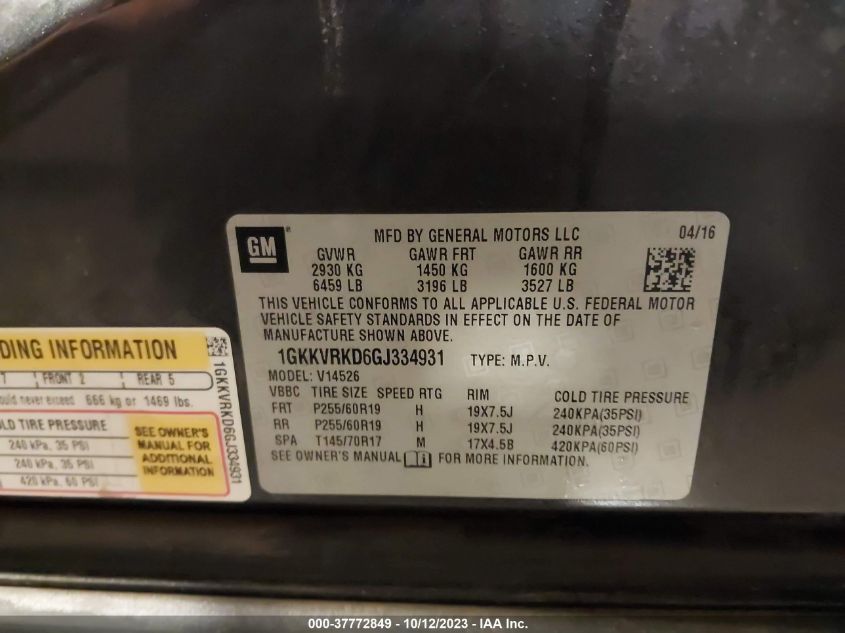 GM
MFD BY GENERAL MOTORS LLC 04/16
GVWR GAWR FRT GAWR RR
2930 KG 1450 KG 1600 KG
6459 LB 3196 LB 3527 LB
THIS VEHICLE CONFORMS TO ALL APPLICABLE U.S. FEDERAL MOTOR
VEHICLE SAFETY STANDARDS IN EFFECT ON THE DATE OF
MANUFACTURE SHOWN ABOVE.
1GKKVRKD6GJ334931 TYPE: M.P.V.
MODEL: V14526
VBBC TIRE SIZE SPEED RTG RIM COLD TIRE PRESSURE
FRT P255/60R19 H 19X7.5J 240KPA(35PSI)
RR P255/60R19 H 19X7.5J 240KPA(35PSI)
SPA T145/70R17 M 17X4.5B 420KPA(60PSI)
SEE OWNER'S MANUAL FOR MORE INFORMATION.
DING INFORMATION
7 FRONT 2 REAR 5
ould never exceed 666 kg or 1469 lbs.
LD TIRE PRESSURE
240 kPa, 35 PSI
240 kPa, 35 PSI
420 kPa, 60 PSI
SEE OWNER'S
MANUAL FOR
ADDITIONAL
INFORMATION
1GKKVRKD6GJ334931
000-37772849 - 10/12/2023 - IAA Inc.